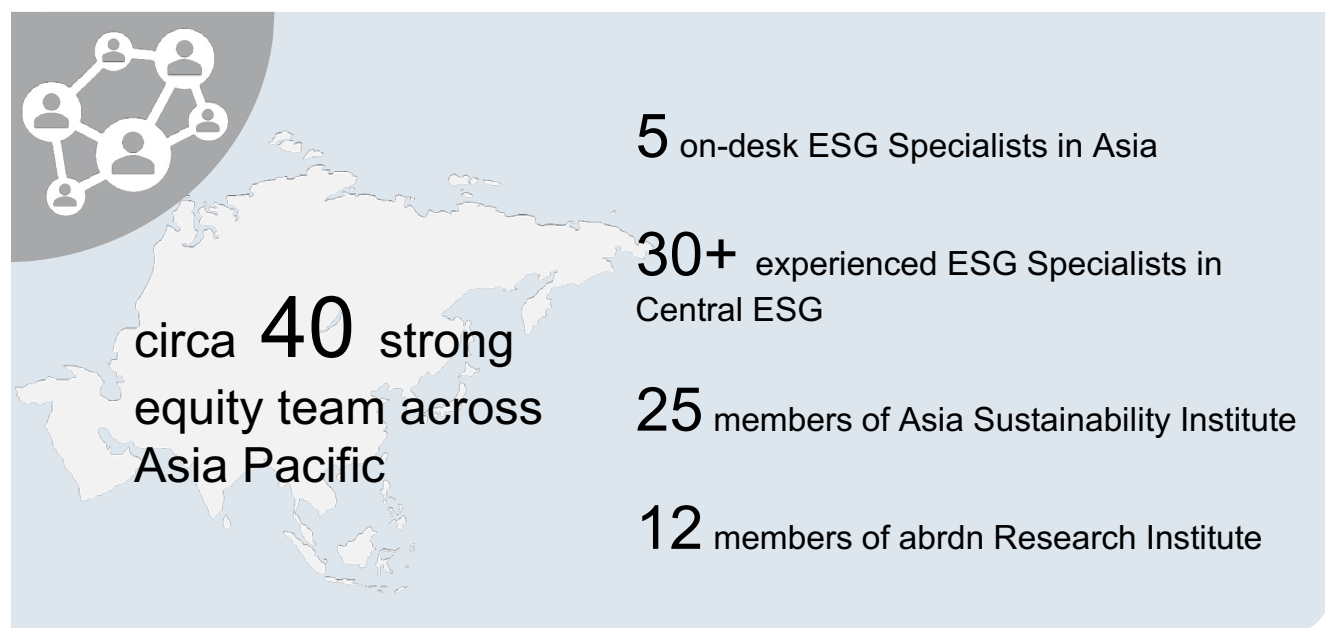 circa 40 strong
equity team across
Asia Pacific
5 on-desk ESG Specialists in Asia
30+ experienced ESG Specialists in
Central ESG
25 members of Asia Sustainability Institute
12 members of abrdn Research Institute